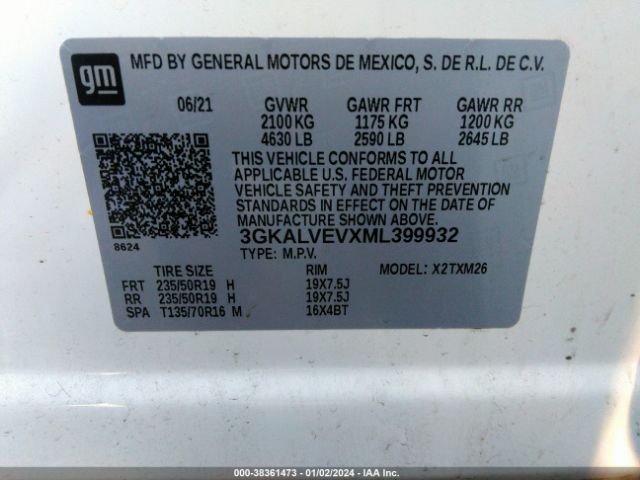 gm
MFD BY GENERAL MOTORS DE MEXICO, S. DE R.L. DE C.V.
06/21 GVWR GAWR FRT GAWR RR
2100 KG 1175 KG 1200 KG
4630 LB 2590 LB 2645 LB
THIS VEHICLE CONFORMS TO ALL
APPLICABLE U.S. FEDERAL MOTOR
VEHICLE SAFETY AND THEFT PREVENTION
STANDARDS IN EFFECT ON THE DATE OF
MANUFACTURE SHOWN ABOVE.
8624 3GKALVEVXML399932
TYPE: M.P.V.
TIRE SIZE RIM MODEL: X2TXM26
FRT 235/50R19 H 19X7.5J
RR 235/50R19 H 19X7.5J
SPA T135/70R16 M 16X4BT
000-38361473 - 01/02/2024 - IAA Inc.